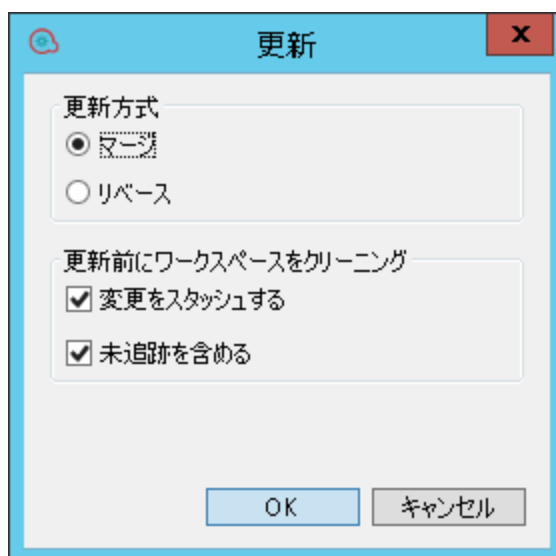 更新
更新方式
マージ
リベース
更新前にワークスペースをクリーニング
変更をスタッシュする
未追跡を含める
OK
キャンセル